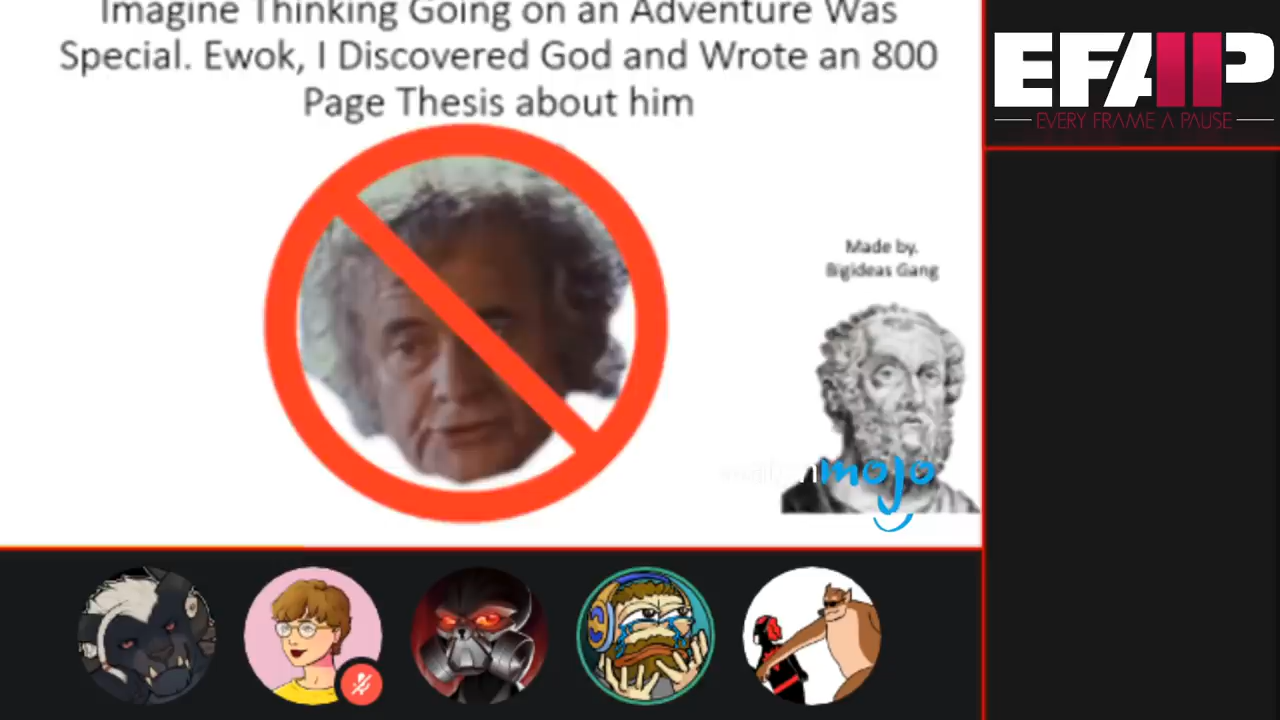 Imagine Thinking Going on an Adventure Was
Special. Ewok, I Discovered God and Wrote an 800
Page Thesis about him
EFAP
EVERY FRAME A PAUSE
Made by.
Bigideas Gang
mojo